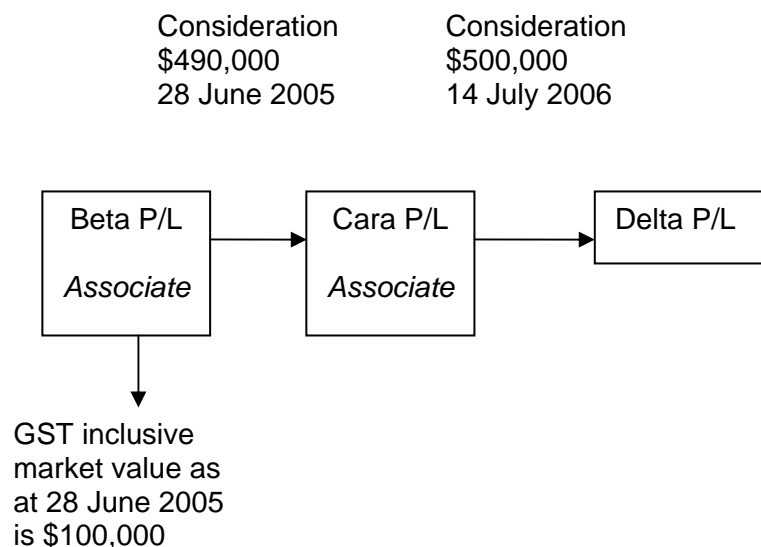 Consideration
$490,000
28 June 2005
Consideration
$500,000
14 July 2006
Beta P/L
Associate
Cara P/L
Associate
Delta P/L
GST inclusive
market value as
at 28 June 2005
is $100,000